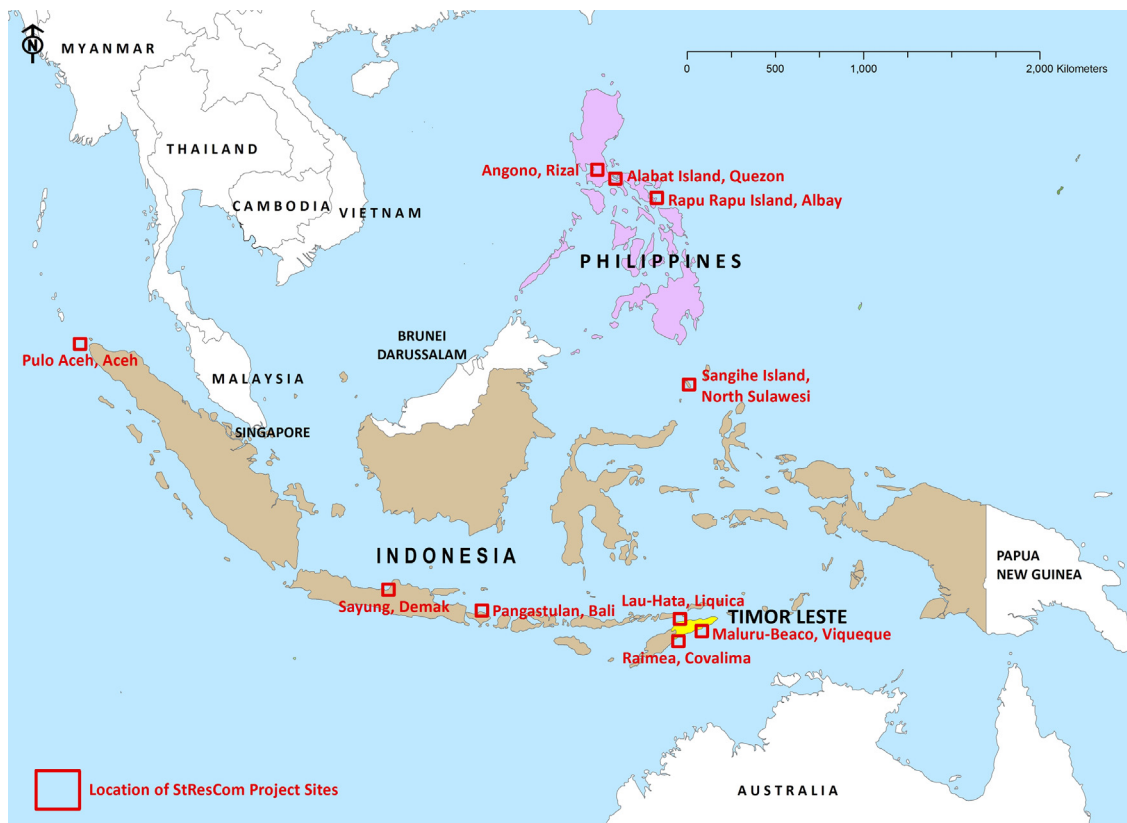 N
MYANMAR
0 500 1,000 2,000 Kilometers
THAILAND
Angono, Rizal
Alabat Island, Quezon
CAMBODIA
VIETNAM
Rapu Rapu Island, Albay
PHILIPPINES
BRUNEI
DARUSSALAM
Pulo Aceh, Aceh
MALAYSIA
Sangihe Island,
North Sulawesi
SINGAPORE
INDONESIA
PAPUA
NEW GUINEA
Sayung, Demak
Pangastulan, Bali
Lau-Hata, Liquica
TIMOR LESTE
Maluru-Beaco, Viqueque
Raimea, Covalima
Location of StResCom Project Sites
AUSTRALIA